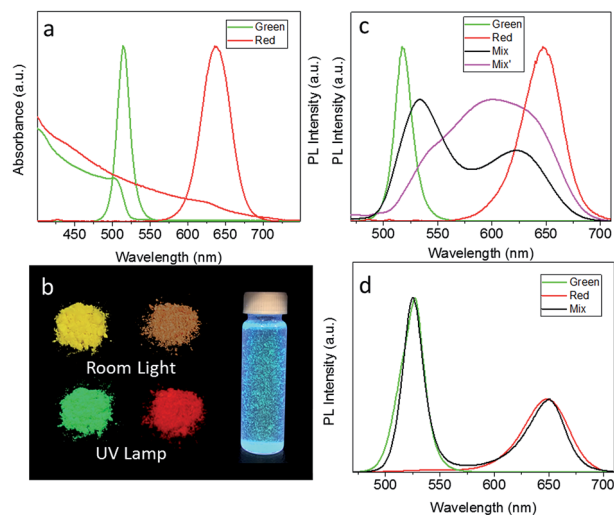 a
Green
Red
Absorbance (a.u.)
PL Intensity (a.u.)
450 500 550 600 650 700
Wavelength (nm)
c
Green
Red
Mix
Mix'
PL Intensity (a.u.)
500 550 600 650 700
Wavelength (nm)
b
Room Light
UV Lamp
d
Green
Red
Mix
PL Intensity (a.u.)
500 550 600 650 700
Wavelength (nm)